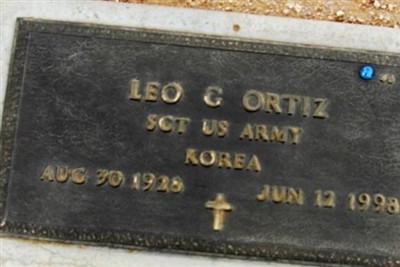 LEO G ORTIZ
SGT US ARMY
KOREA
AUG 30 1928 JUN 12 1998